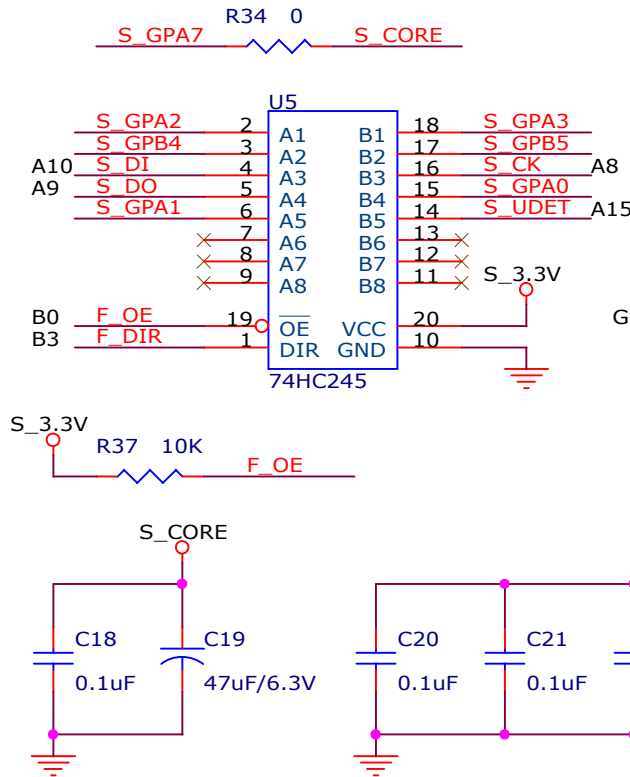 R34 0
S_GPA7 S_CORE
U5
S_GPA2 2 A1 B1 18 S_GPA3
S_GPB4 3 A2 B2 17 S_GPB5
A10 S_DI 4 A3 B3 16 S_CK A8
A9 S_DO 5 A4 B4 15 S_GPA0
S_GPA1 6 A5 B5 14 S_UDET A15
7 A6 B6 13
8 A7 B7 12
9 A8 B8 11
S_3.3V
B0 F_OE 19 OE VCC 20 G
B3 F_DIR 1 DIR GND 10
74HC245
S_3.3V
R37 10K
F_OE
S_CORE
C18 C19 C20 C21
0.1uF 47uF/6.3V 0.1uF 0.1uF